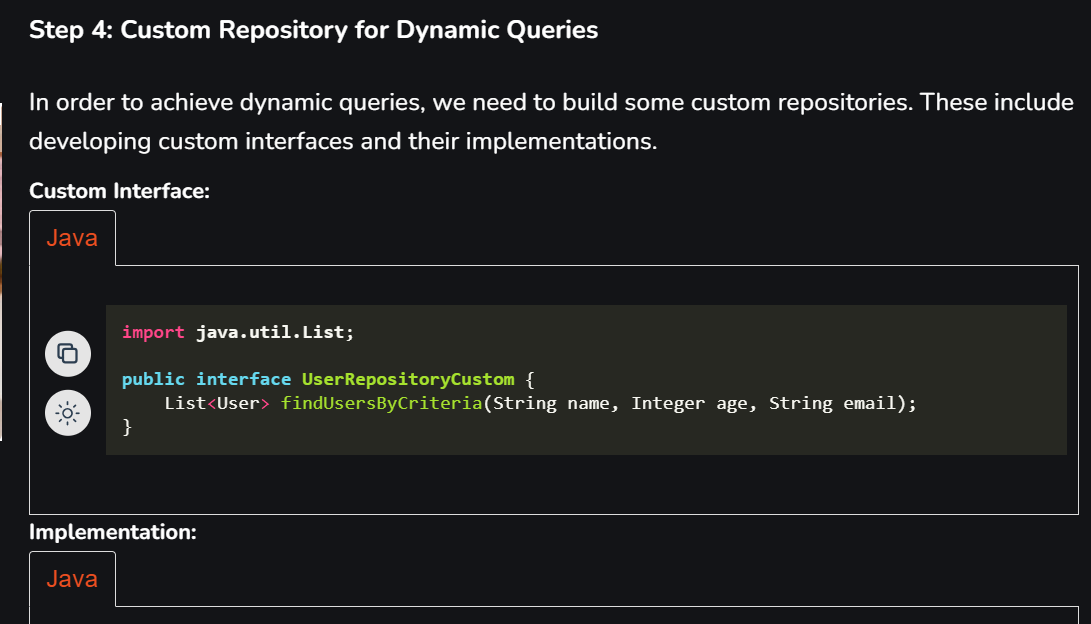 Step 4: Custom Repository for Dynamic Queries
In order to achieve dynamic queries, we need to build some custom repositories. These include
developing custom interfaces and their implementations.
Custom Interface:
Java
import java.util.List;
public interface UserRepositoryCustom {
    List<User> findUsersByCriteria(String name, Integer age, String email);
}
Implementation:
Java